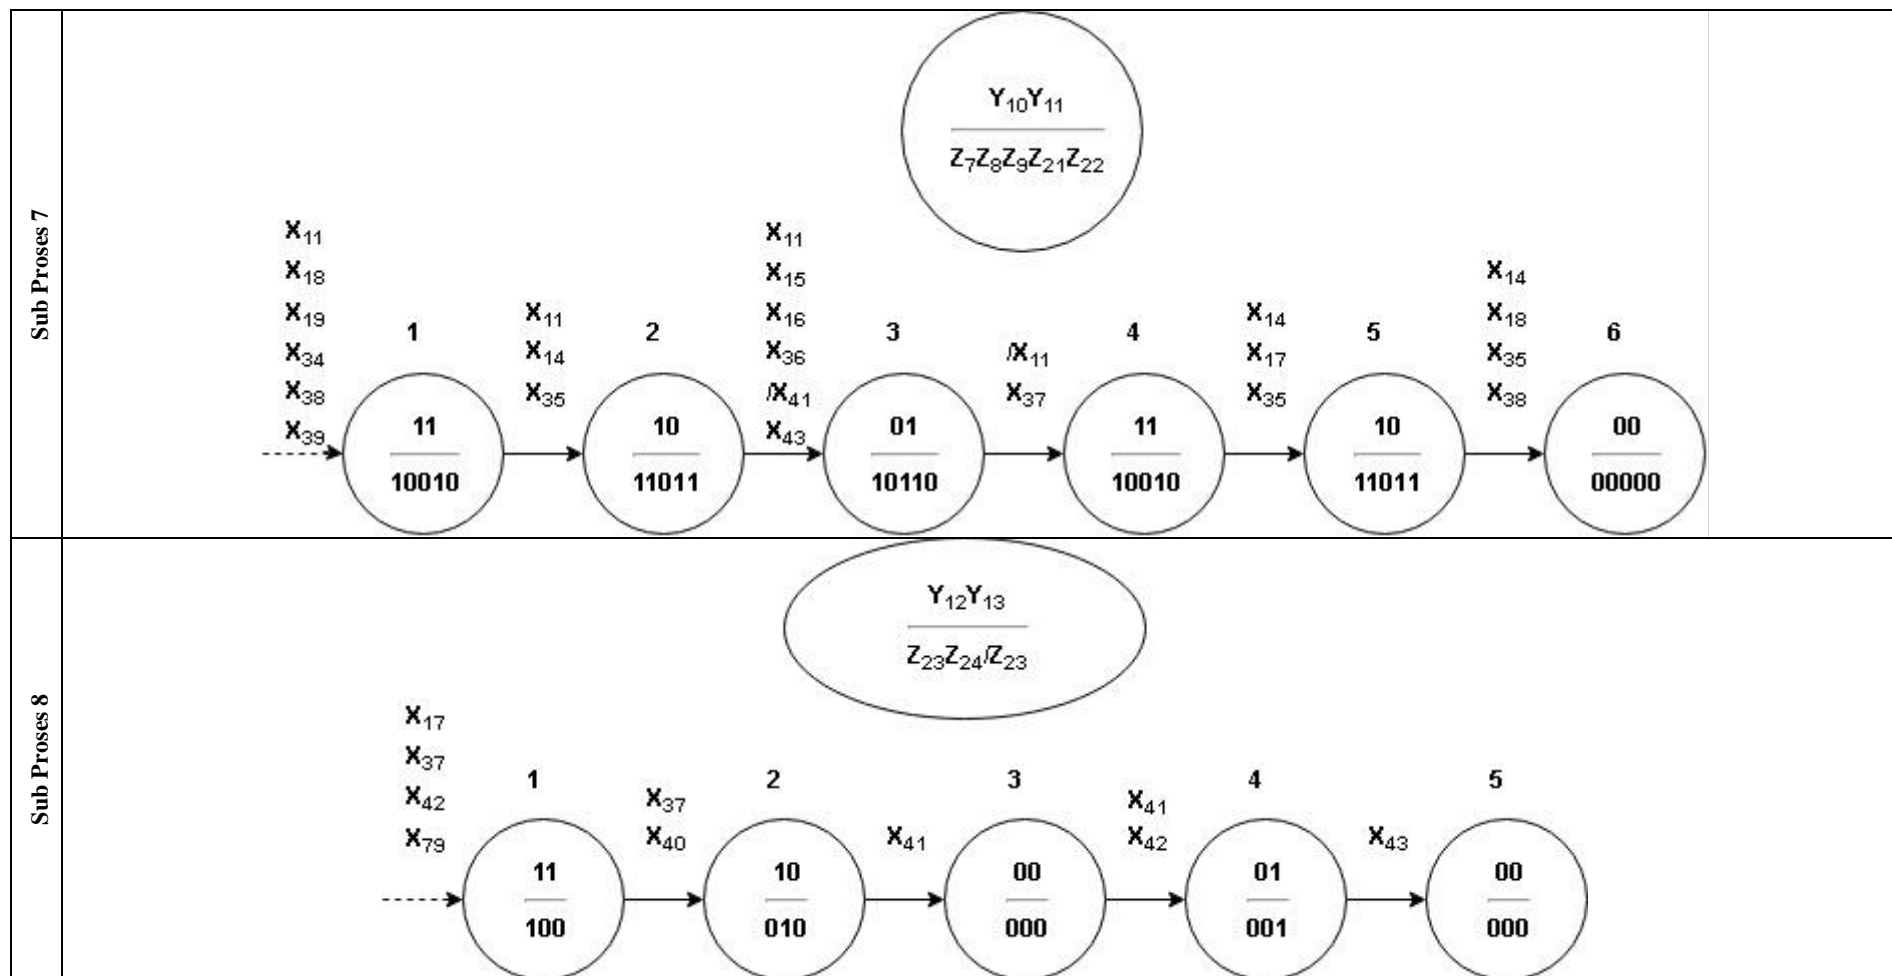 Sub Proses 7
Y10Y11
Z7Z8Z9Z21Z22
X11
X18
X19
X34
X38
X39
1
11
10010
X11
X14
X35
2
10
11011
X11
X15
X16
X36
/X41
X43
3
01
10110
/X11
X37
4
11
10010
X14
X17
X35
5
10
11011
X14
X18
X35
X38
6
00
00000
Sub Proses 8
Y12Y13
Z23Z24/Z23
X17
X37
X42
X79
1
11
100
X37
X40
2
10
010
X41
3
00
000
X41
X42
4
01
001
X43
5
00
000